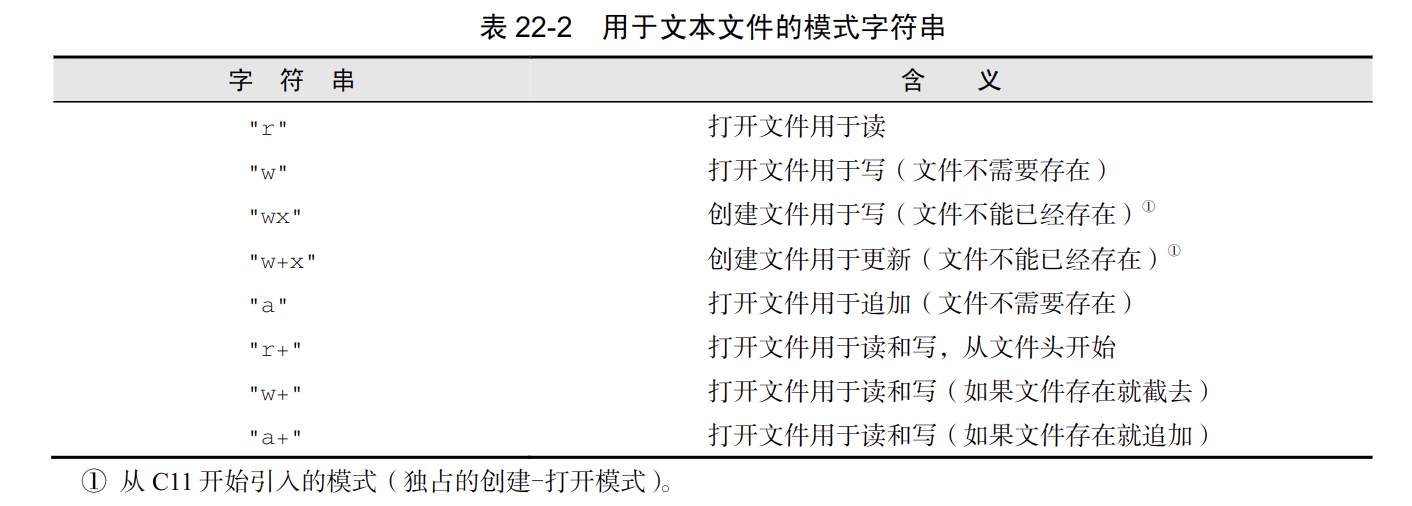 表 22-2 用于文本文件的模式字符串
字 符 串 含 义
"r" 打开文件用于读
"w" 打开文件用于写（文件不需要存在）
"wx" 创建文件用于写（文件不能已经存在）①
"w+x" 创建文件用于更新（文件不能已经存在）①
"a" 打开文件用于追加（文件不需要存在）
"r+" 打开文件用于读和写，从文件头开始
"w+" 打开文件用于读和写（如果文件存在就截去）
"a+" 打开文件用于读和写（如果文件存在就追加）
① 从 C11 开始引入的模式（独占的创建-打开模式）。